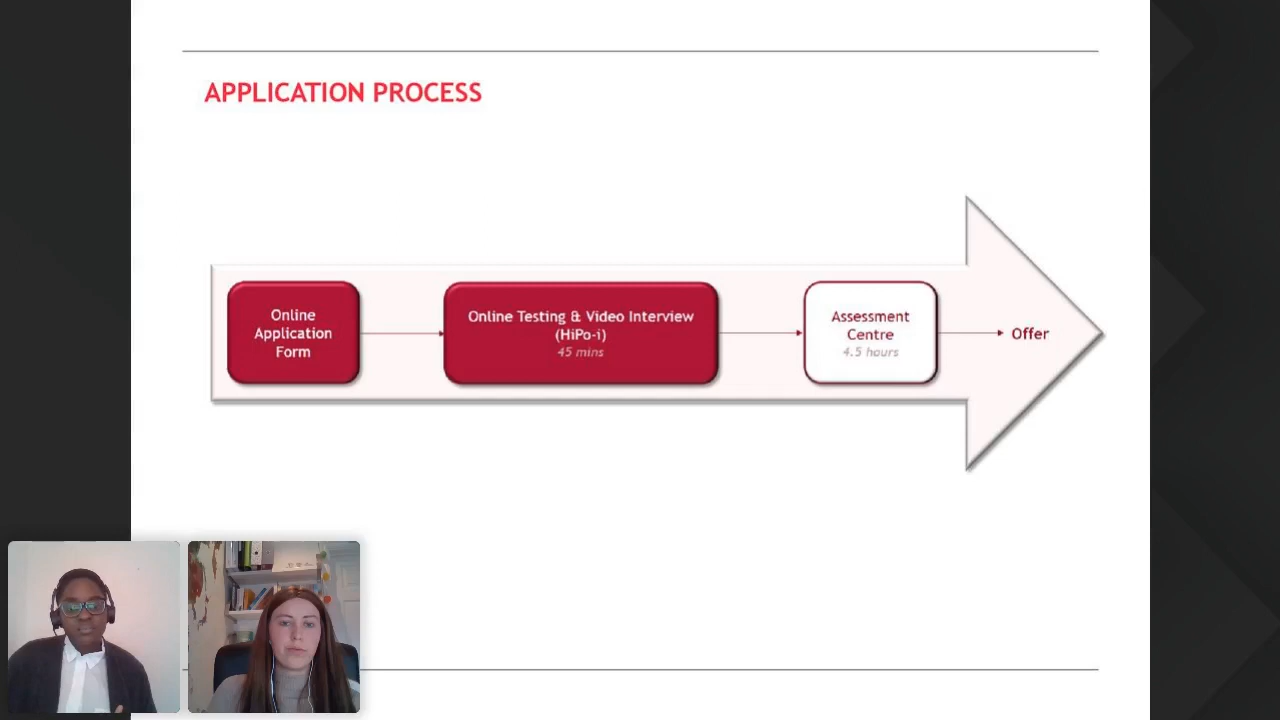 APPLICATION PROCESS
Online
Application
Form
Online Testing & Video Interview
(HiPo-i)
45 mins
Assessment
Centre
4.5 hours
Offer